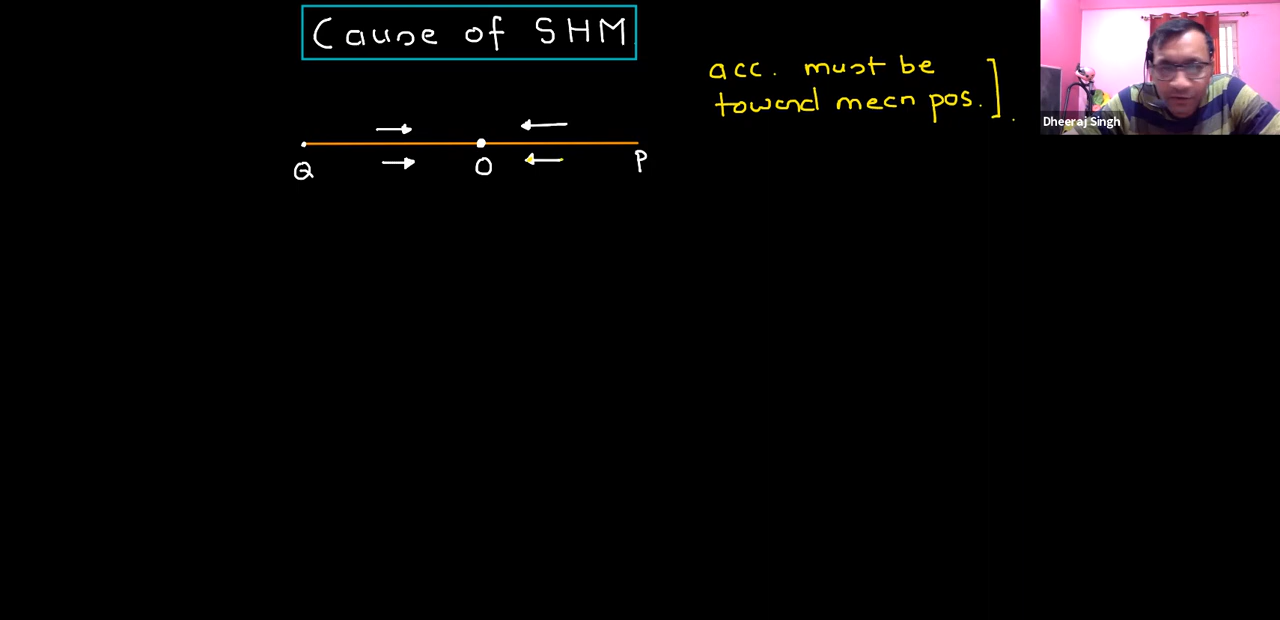 Cause of SHM
acc. must be
toward mean pos.
Q O P
Dheeraj Singh